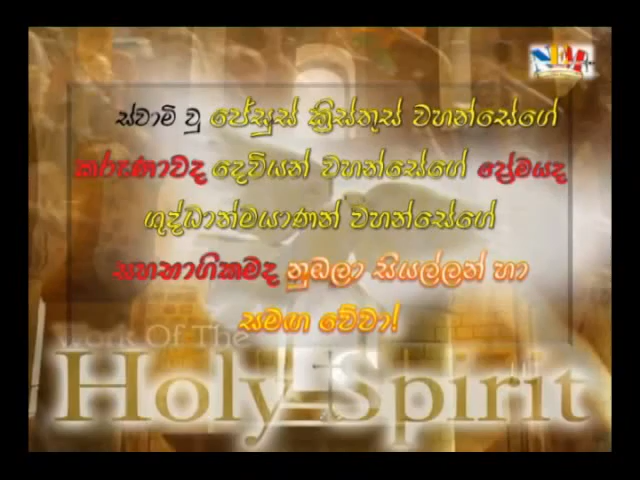 ස්වාමි වු ජේසුස් ක්‍රිස්තුස් වහන්සේගේ
කරුණාවද දෙවියන් වහන්සේගේ ප්‍රේමයද
ශුද්ධාත්මයාණන් වහන්සේගේ
සහභාගිකමද නුඹලා සියල්ලන් හා
සමඟ වේවා!
Work Of The
Holy Spirit